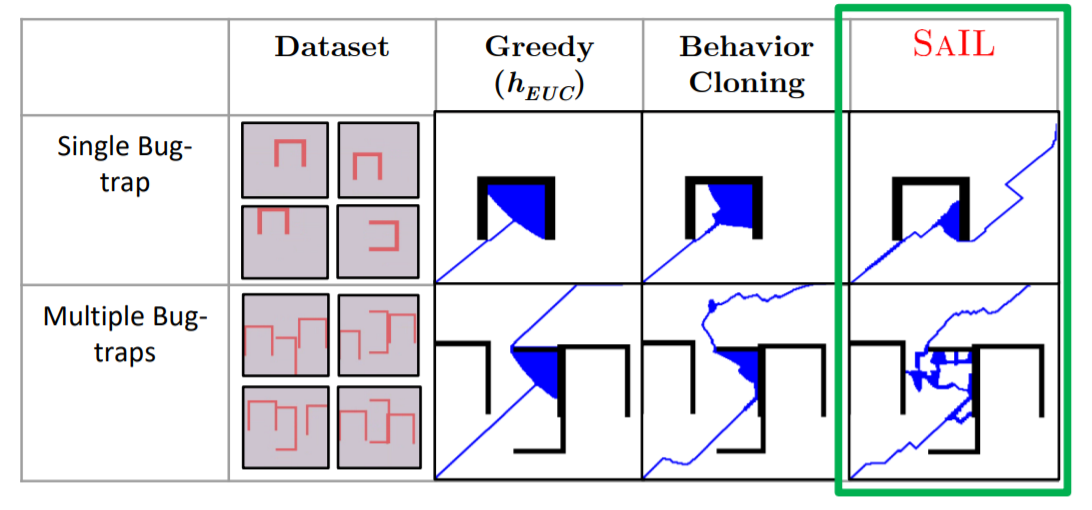 Dataset
Greedy
(h_EUC)
Behavior
Cloning
SAIL
Single Bug-
trap
Multiple Bug-
traps